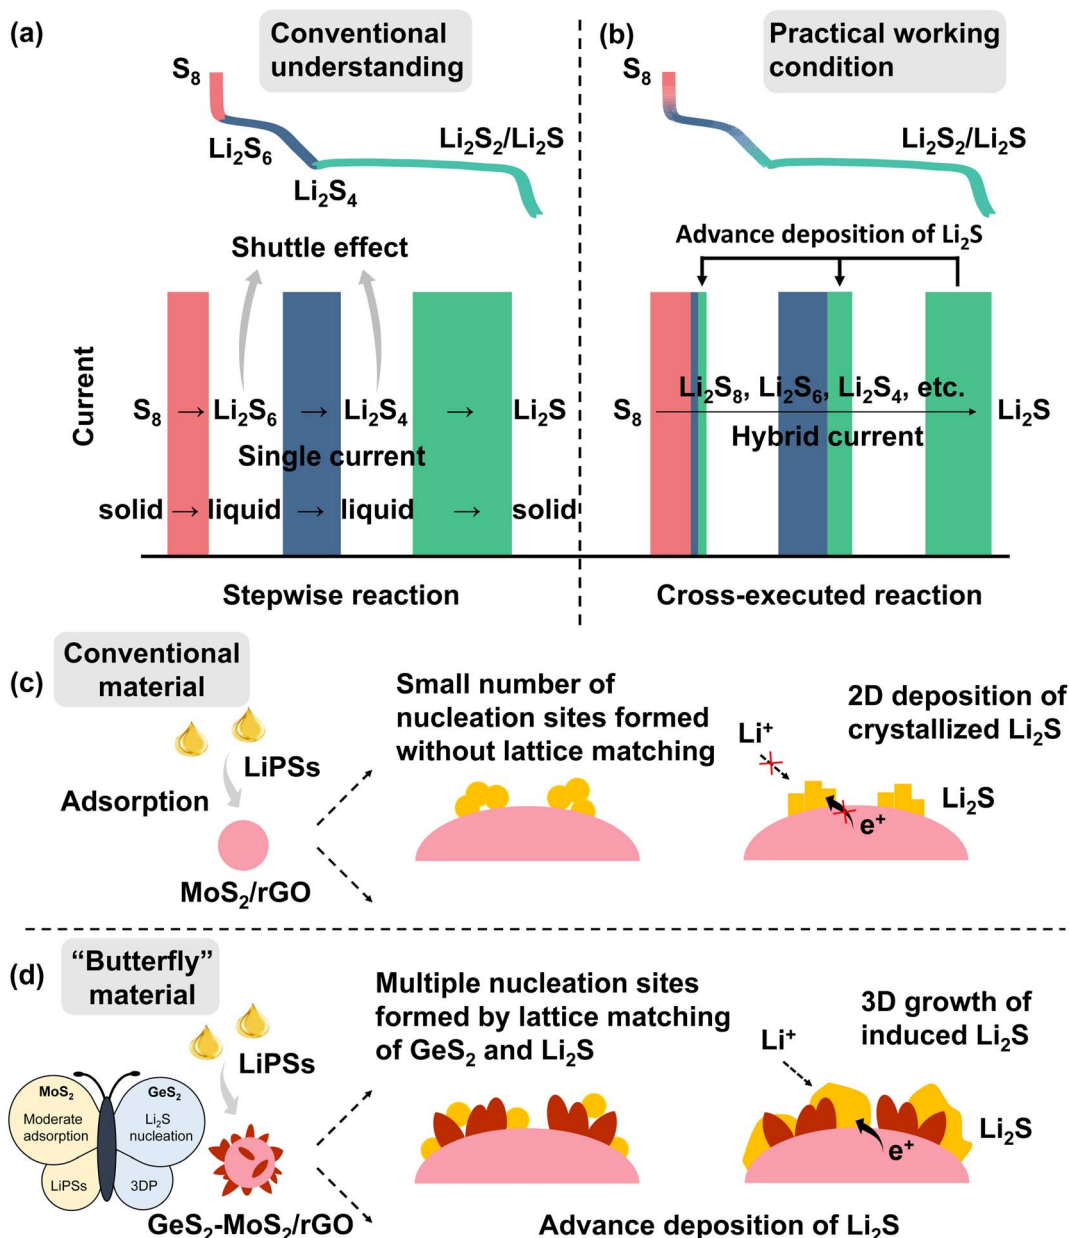 (a)
Conventional
understanding
S₈
Li₂S₆
Li₂S₄
Li₂S₂/Li₂S
Shuttle effect
Current
S₈ → Li₂S₆ → Li₂S₄ → Li₂S
Single current
solid → liquid → liquid → solid
Stepwise reaction
(b)
Practical working
condition
S₈
Li₂S₂/Li₂S
Advance deposition of Li₂S
Li₂S₈, Li₂S₆, Li₂S₄, etc.
S₈
Li₂S
Hybrid current
Cross-executed reaction
(c)
Conventional
material
LiPSs
Adsorption
MoS₂/rGO
Small number of
nucleation sites formed
without lattice matching
2D deposition of
crystallized Li₂S
Li⁺
Li₂S
e⁺
(d)
“Butterfly”
material
LiPSs
MoS₂
Moderate
adsorption
LiPSs
GeS₂
Li₂S
nucleation
3DP
GeS₂-MoS₂/rGO
Multiple nucleation sites
formed by lattice matching
of GeS₂ and Li₂S
3D growth of
induced Li₂S
Li⁺
Li₂S
e⁺
Advance deposition of Li₂S